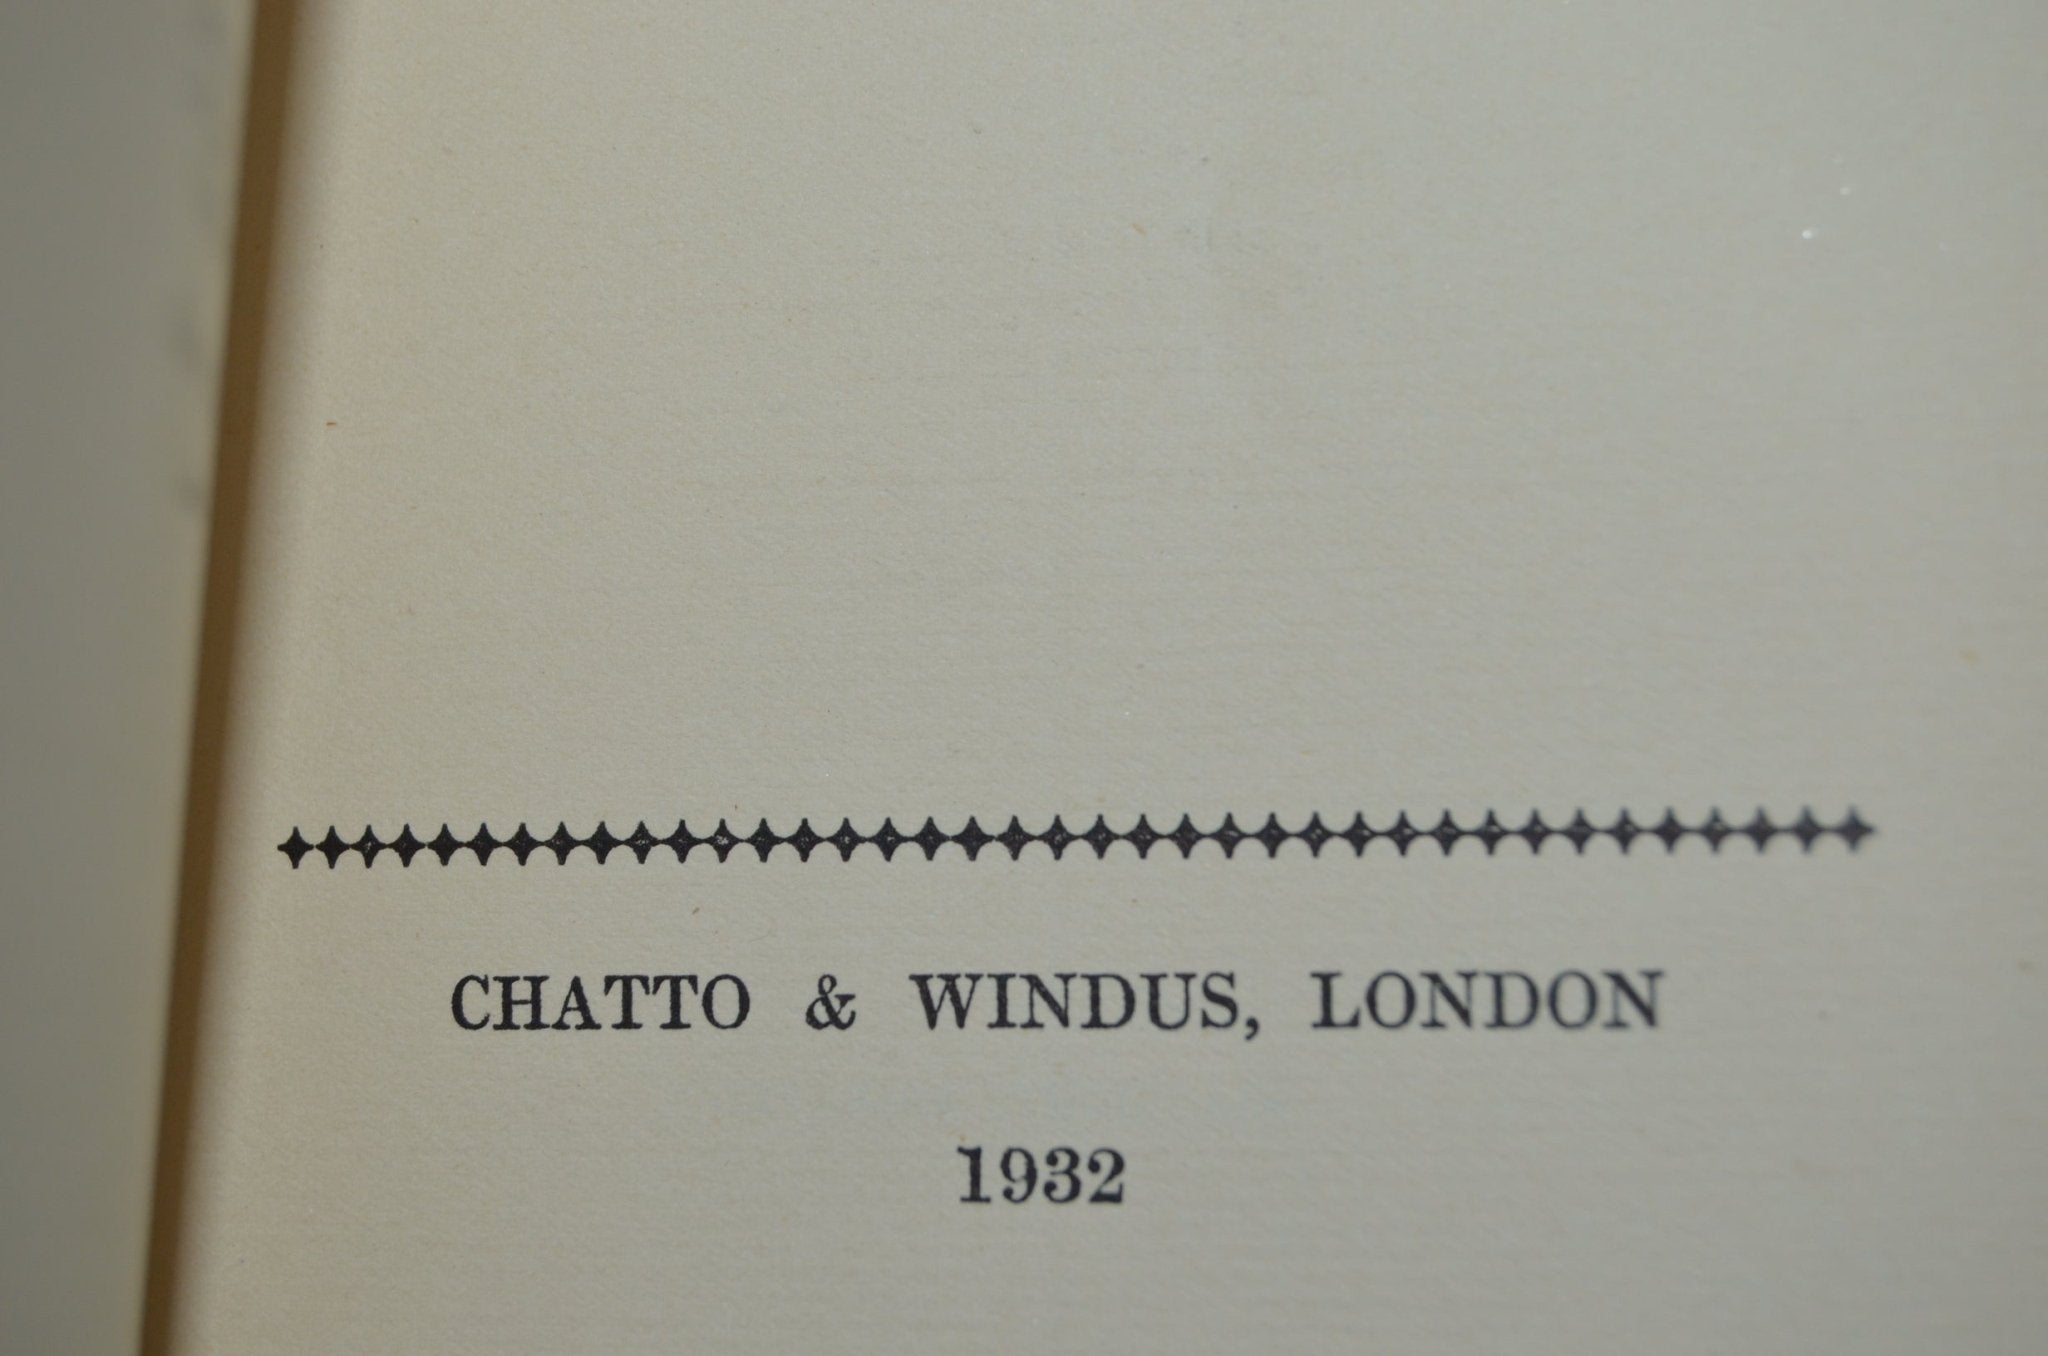 CHATTO & WINDUS, LONDON
1932